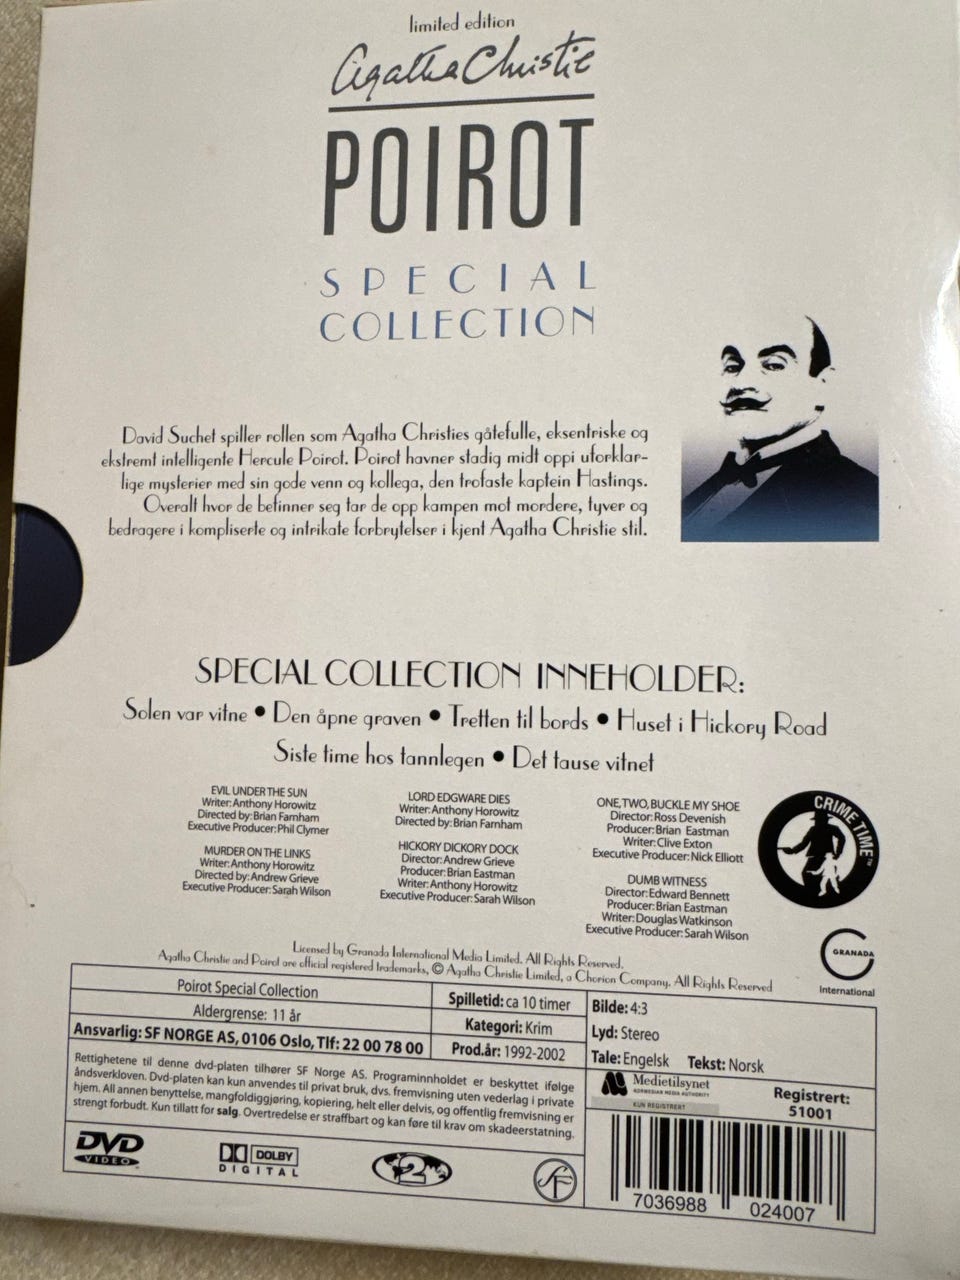 limited edition
Agatha Christie
POIROT
SPECIAL
COLLECTION
David Suchet spiller rollen som Agatha Christies gåtefulle, eksentriske og
ekstremt intelligente Hercule Poirot. Poirot havner stadig midt oppi uforklar-
lige mysterier med sin gode venn og kollega, den trofaste kaptein Hastings.
Overalt hvor de befinner seg tar de opp kampen mot mordere, tyver og
bedragere i kompliserte og intrikate forbrytelser i kjent Agatha Christie stil.
SPECIAL COLLECTION INNEHOLDER:
Solen var vitne • Den åpne graven • Tretten til bords • Huset i Hickory Road
Siste time hos tannlegen • Det tause vitnet
EVIL UNDER THE SUN
Writer: Anthony Horowitz
Directed by: Brian Farnham
Executive Producer: Phil Clymer
MURDER ON THE LINKS
Writer: Anthony Horowitz
Directed by: Andrew Grieve
Executive Producer: Sarah Wilson
LORD EDGWARE DIES
Writer: Anthony Horowitz
Directed by: Brian Farnham
HICKORY DICKORY DOCK
Director: Andrew Grieve
Producer: Brian Eastman
Writer: Anthony Horowitz
Executive Producer: Sarah Wilson
ONE, TWO, BUCKLE MY SHOE
Director: Ross Devenish
Producer: Brian Eastman
Writer: Clive Exton
Executive Producer: Nick Elliott
DUMB WITNESS
Director: Edward Bennett
Producer: Brian Eastman
Writer: Douglas Watkinson
Executive Producer: Sarah Wilson
CRIME TIME™
GRANADA
International
Licensed by Granada International Media Limited. All Rights Reserved.
Agatha Christie and Poirot are official registered trademarks, © Agatha Christie Limited, a Chorion Company. All Rights Reserved
Poirot Special Collection
Aldergrense: 11 år
Ansvarlig: SF NORGE AS, 0106 Oslo, Tlf: 22 00 78 00
Spilletid: ca 10 timer
Kategori: Krim
Prod.år: 1992-2002
Bilde: 4:3
Lyd: Stereo
Tale: Engelsk Tekst: Norsk
Rettighetene til denne dvd-platen tilhører SF Norge AS. Programinnholdet er beskyttet ifølge
åndsverkloven. Dvd-platen kan kun anvendes til privat bruk, dvs. fremvisning uten vederlag i private
hjem. All annen benyttelse, mangfoldiggjøring, kopiering, helt eller delvis, og offentlig fremvisning er
strengt forbudt. Kun tillatt for salg. Overtredelse er straffbart og kan føre til krav om skadeerstatning.
Medietilsynet
NORWEGIAN MEDIA AUTHORITY
KUN REGISTRERT
Registrert:
51001
DVD
VIDEO
DOLBY
DIGITAL
2
SF
7036988 024007